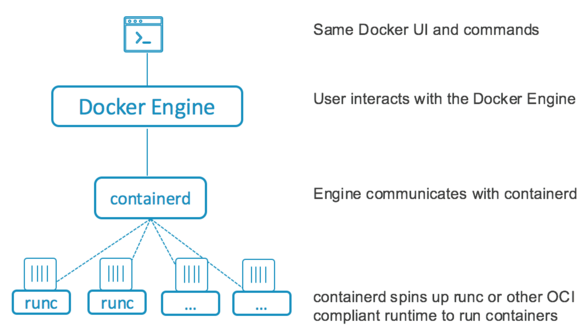 Same Docker UI and commands
Docker Engine
User interacts with the Docker Engine
containerd
Engine communicates with containerd
runc
runc
...
...
containerd spins up runc or other OCI
compliant runtime to run containers